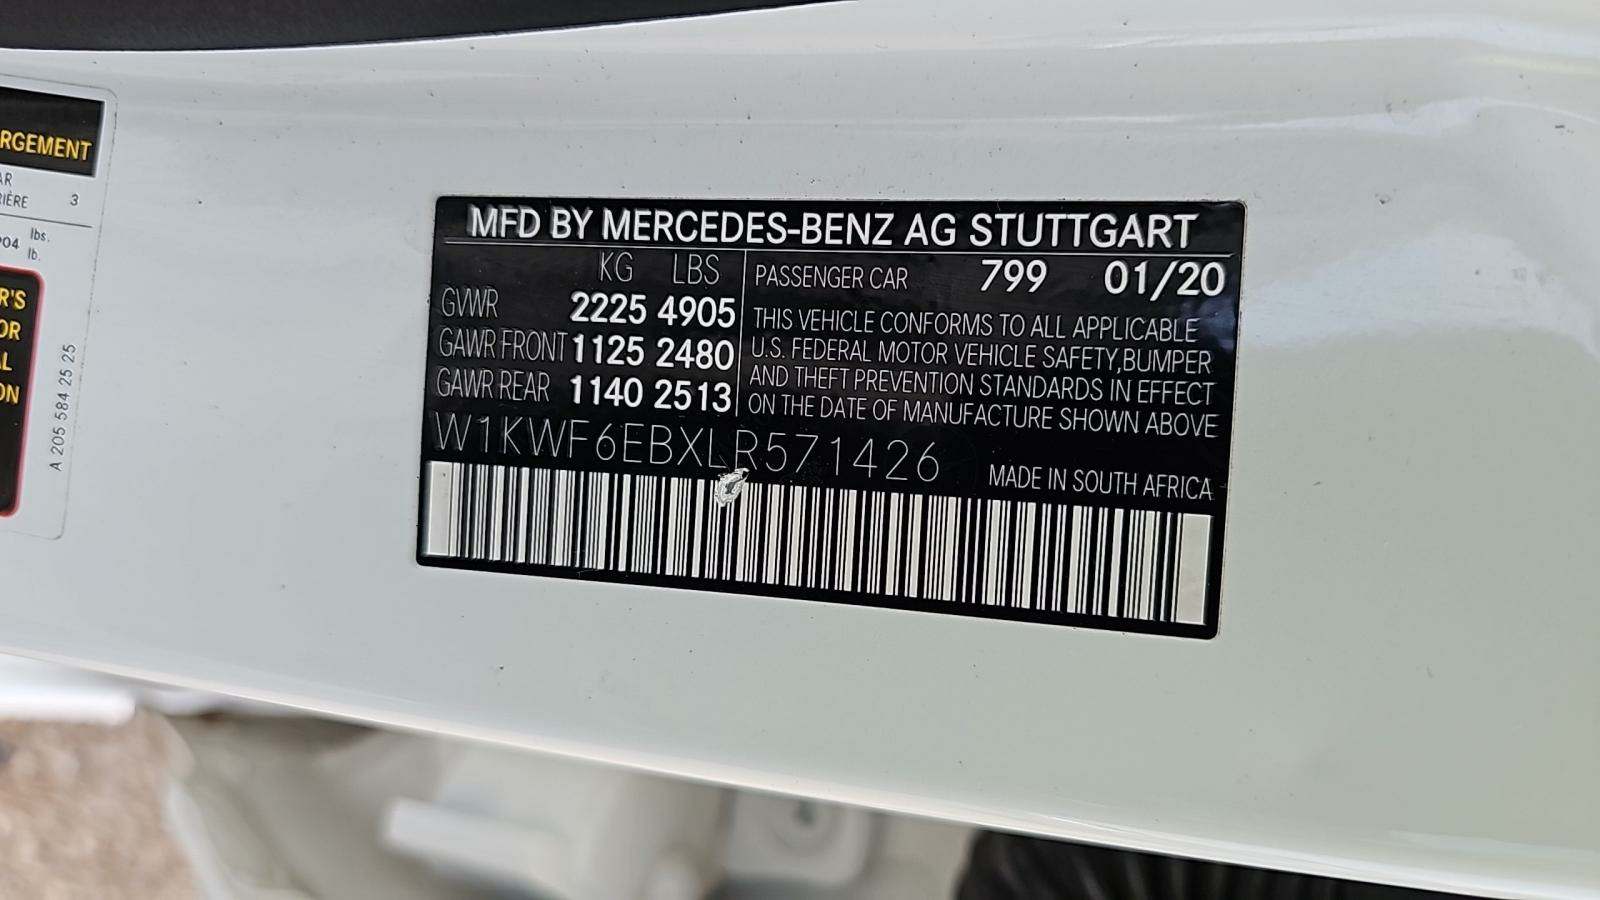 RGEMENT
AR
IÈRE 3
904 lbs.
lb.
R'S
OR
AL
ON
A 205 584 25 25
MFD BY MERCEDES-BENZ AG STUTTGART
KG LBS
GVWR 2225 4905
GAWR FRONT 1125 2480
GAWR REAR 1140 2513
PASSENGER CAR 799 01/20
THIS VEHICLE CONFORMS TO ALL APPLICABLE
U.S. FEDERAL MOTOR VEHICLE SAFETY,BUMPER
AND THEFT PREVENTION STANDARDS IN EFFECT
ON THE DATE OF MANUFACTURE SHOWN ABOVE
W1KWF6EBXLR571426
MADE IN SOUTH AFRICA